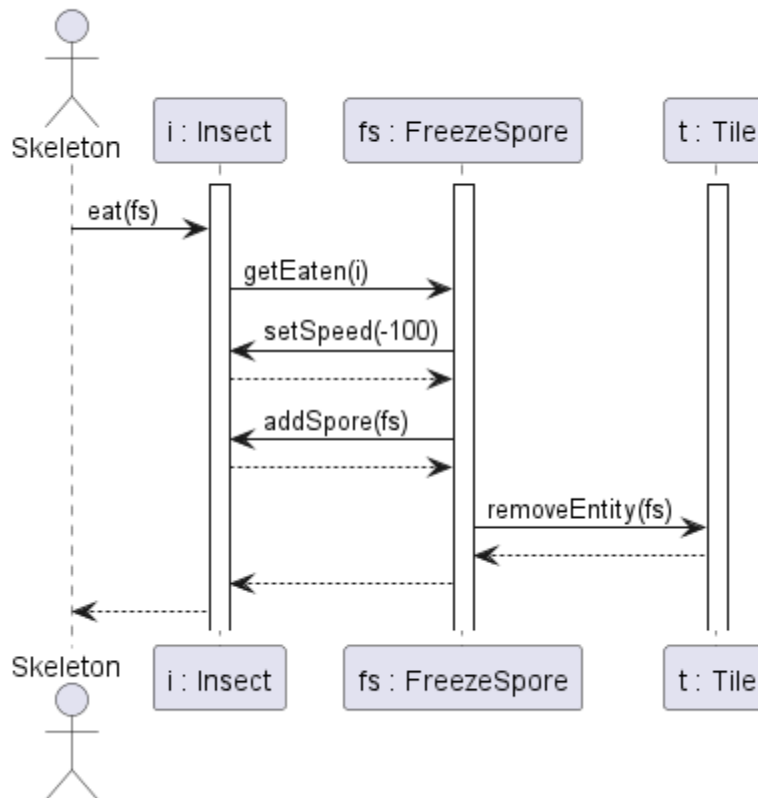 Skeleton
i : Insect
fs : FreezeSpore
t : Tile
eat(fs)
getEaten(i)
setSpeed(-100)
addSpore(fs)
removeEntity(fs)
Skeleton
i : Insect
fs : FreezeSpore
t : Tile